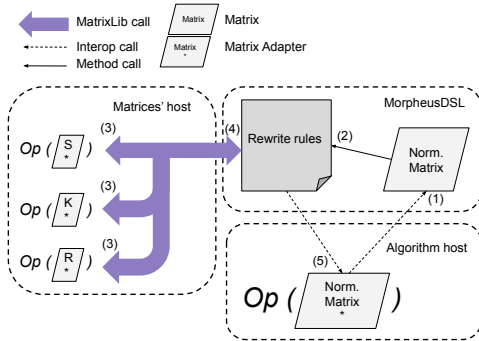 MatrixLib call
Interop call
Method call
Matrix
Matrix
Matrix
*
Matrix Adapter
Matrices' host
(3)
Op ( S
* )
(3)
Op ( K
* )
(3)
Op ( R
* )
(4)
MorpheusDSL
Rewrite rules
(2)
Norm.
Matrix
(1)
Algorithm host
(5)
Op ( Norm.
Matrix
* )